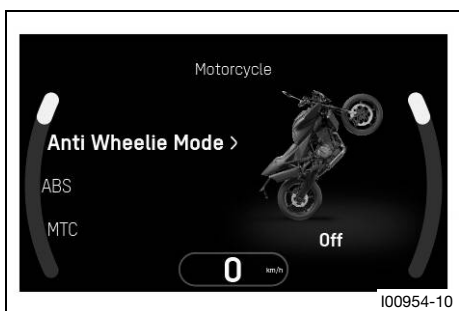 Motorcycle
Anti Wheelie Mode >
ABS
MTC
Off
0 km/h
I00954-10